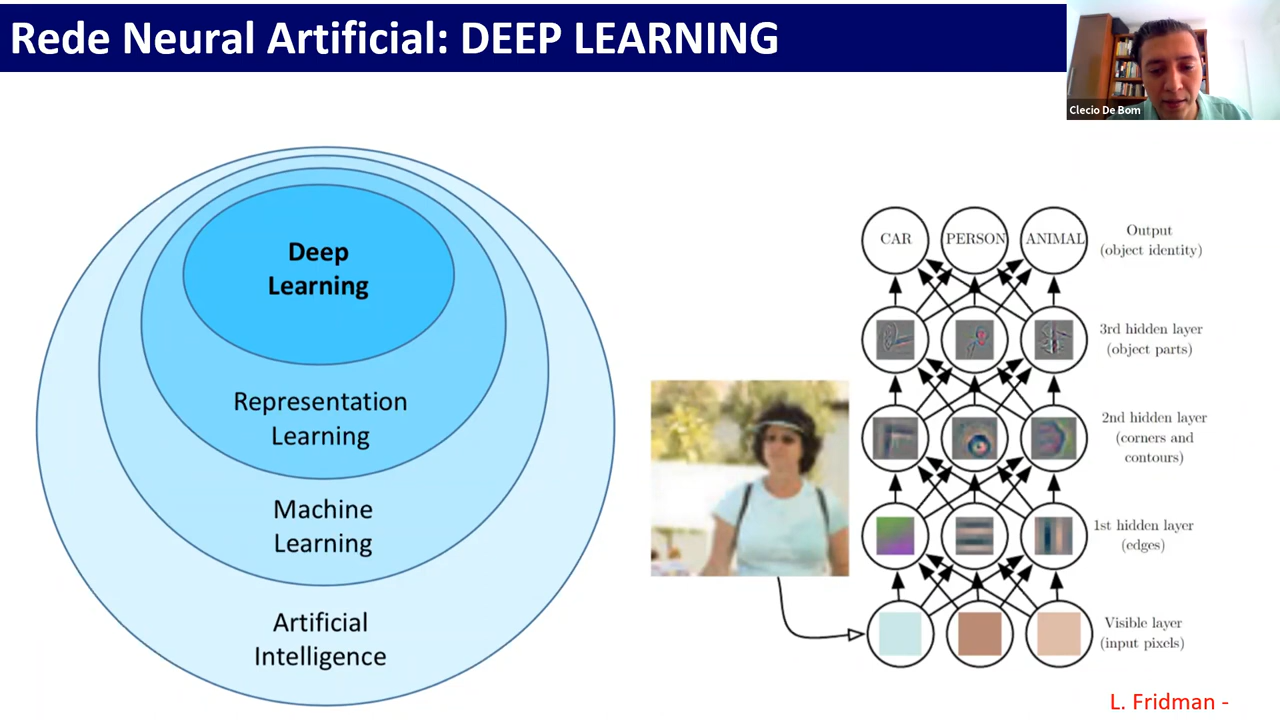 Rede Neural Artificial: DEEP LEARNING
Clecio De Bom
Deep
Learning
Representation
Learning
Machine
Learning
Artificial
Intelligence
CAR
PERSON
ANIMAL
Output
(object identity)
3rd hidden layer
(object parts)
2nd hidden layer
(corners and
contours)
1st hidden layer
(edges)
Visible layer
(input pixels)
L. Fridman -